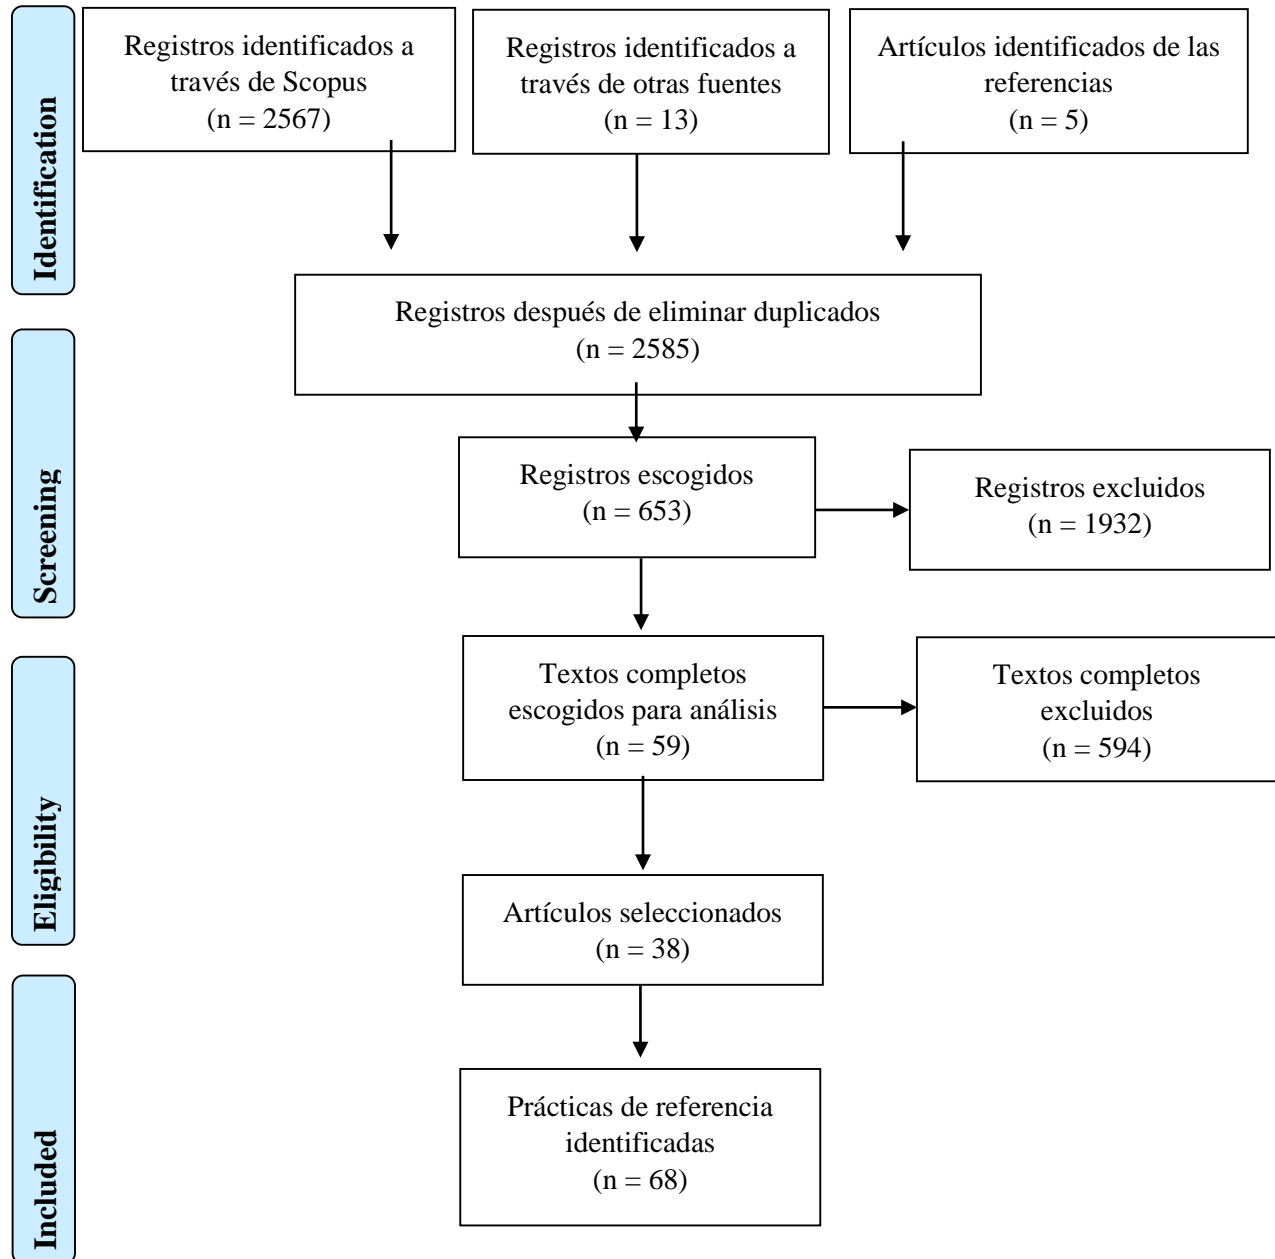 Identification
Registros identificados a
través de Scopus
(n = 2567)
Registros identificados a
través de otras fuentes
(n = 13)
Artículos identificados de las
referencias
(n = 5)
Registros después de eliminar duplicados
(n = 2585)
Screening
Registros escogidos
(n = 653)
Registros excluidos
(n = 1932)
Eligibility
Textos completos
escogidos para análisis
(n = 59)
Textos completos
excluidos
(n = 594)
Artículos seleccionados
(n = 38)
Included
Prácticas de referencia
identificadas
(n = 68)